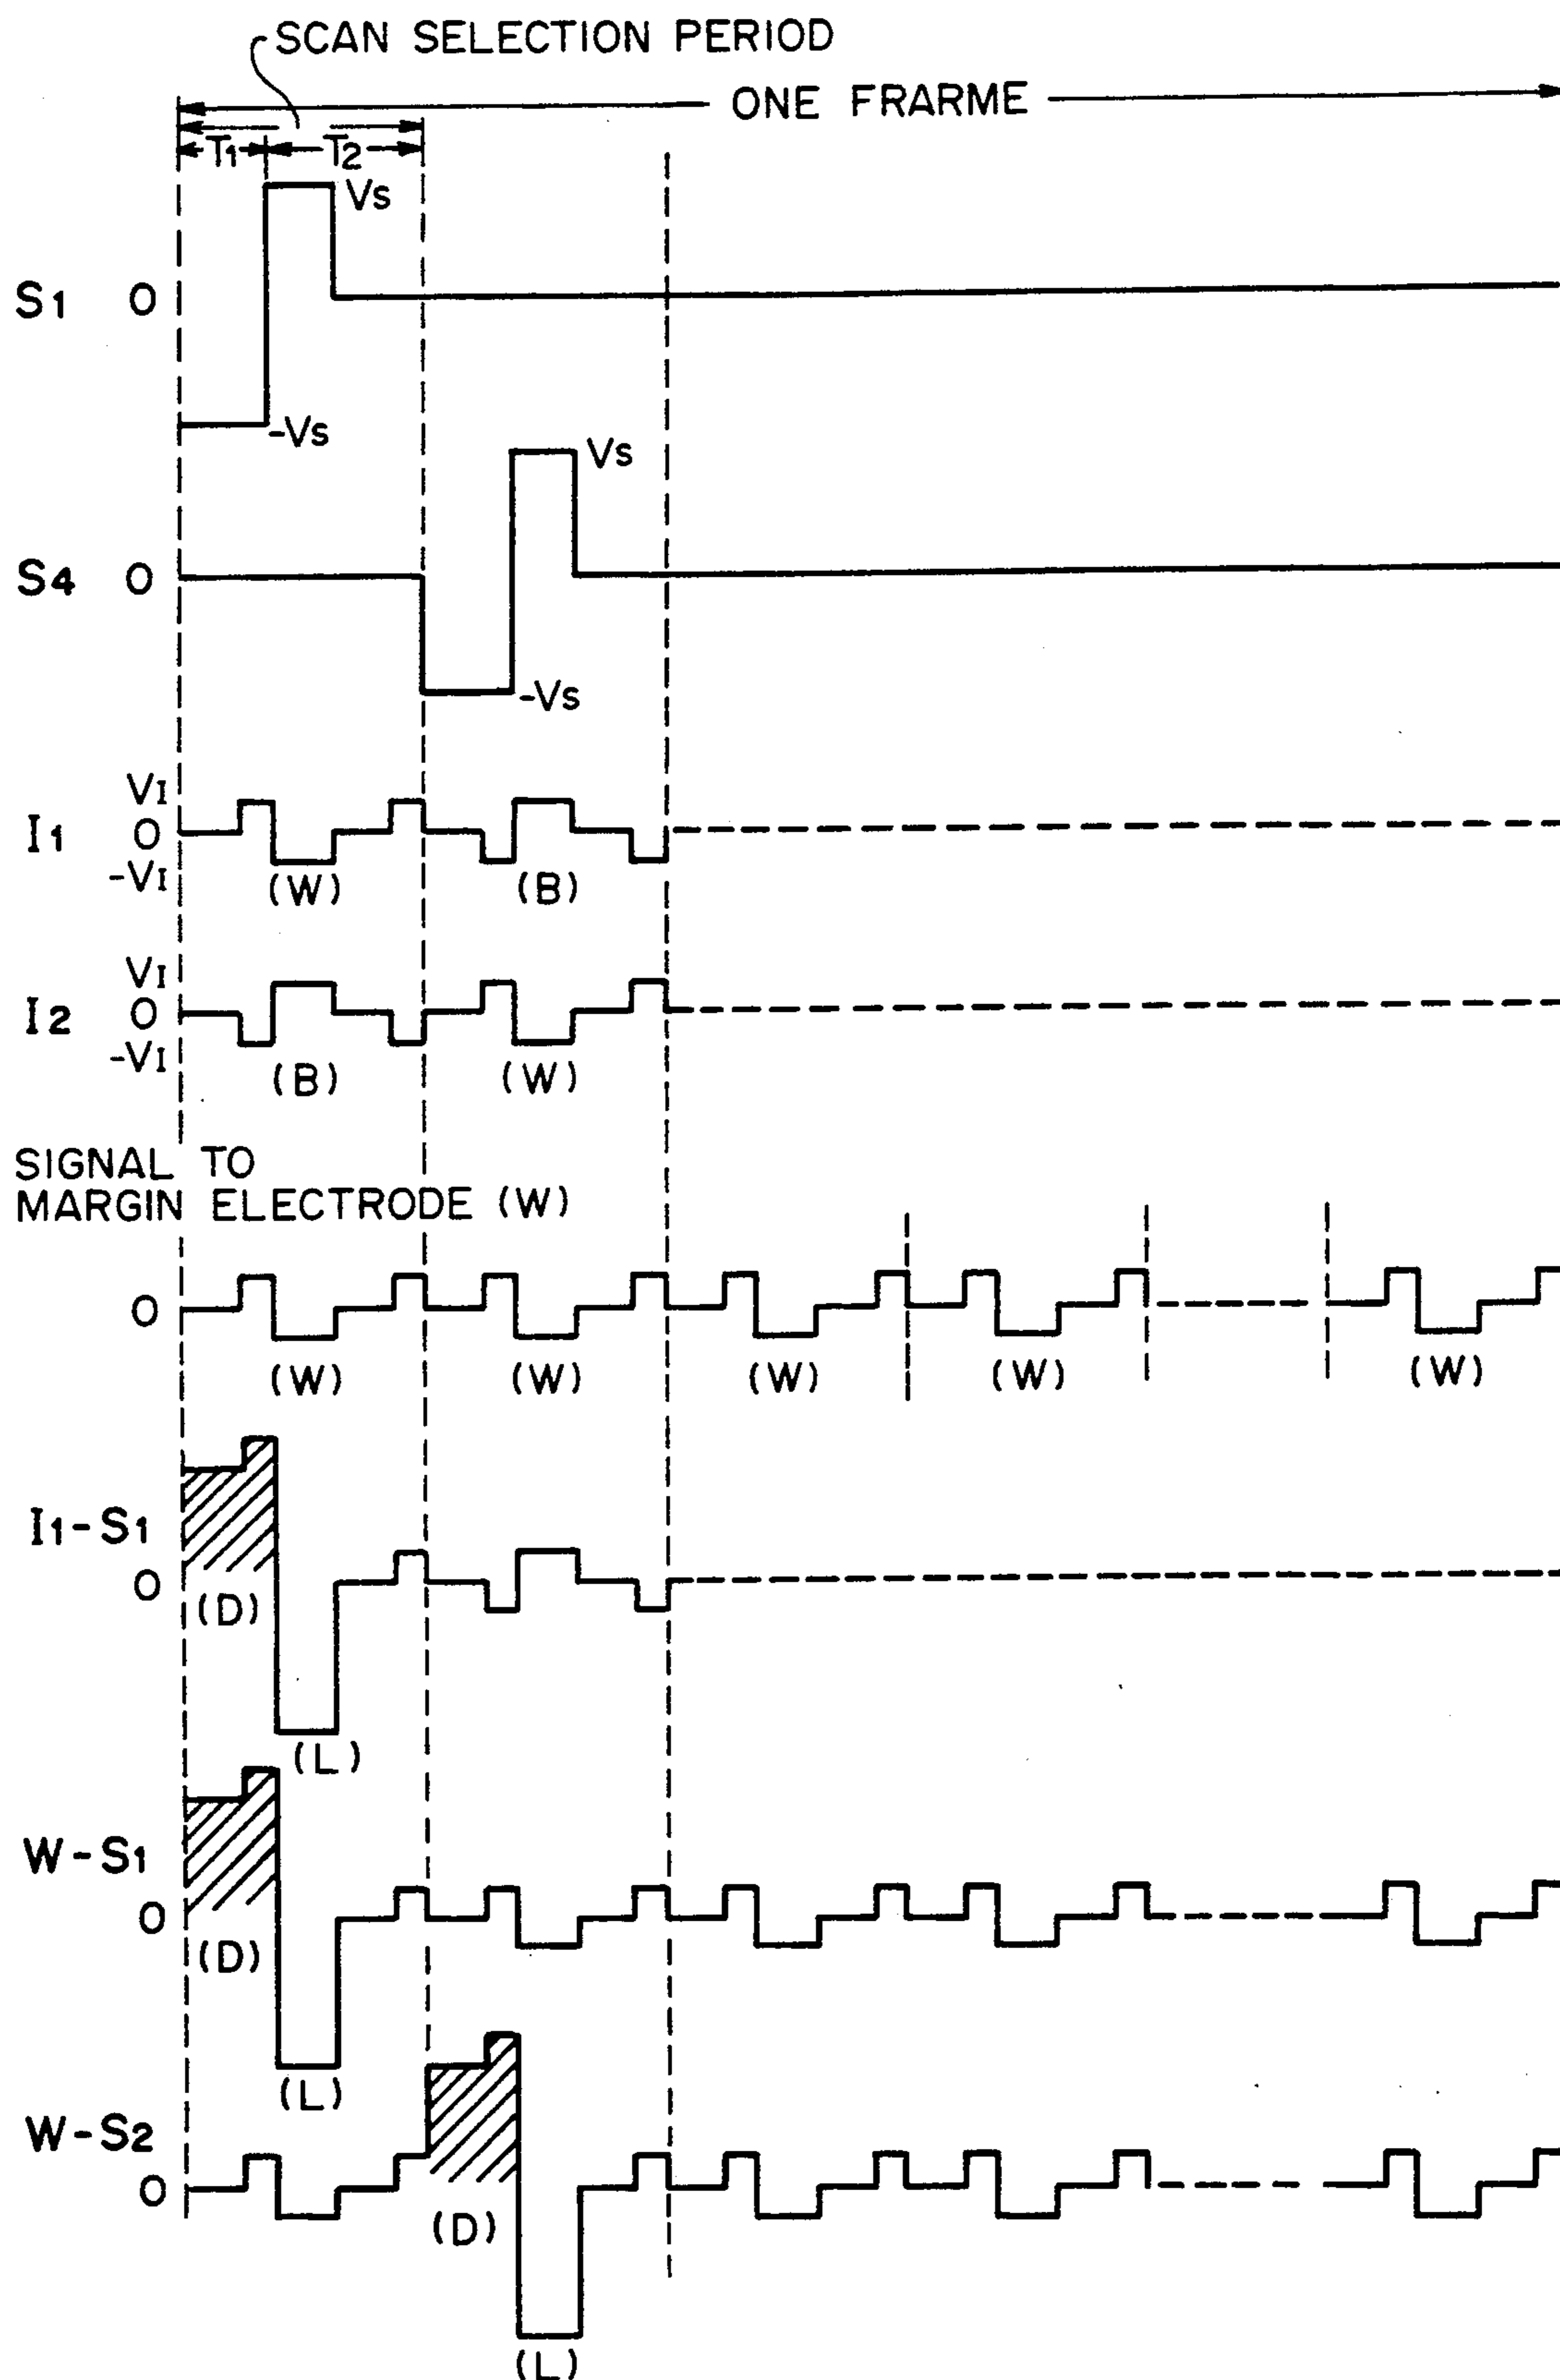 SCAN SELECTION PERIOD
ONE FRARME
T1 T2
Vs
S1 0
-Vs
Vs
S4 0
-Vs
VI
I1 0
-VI
(W) (B)
VI
I2 0
-VI
(B) (W)
SIGNAL TO
MARGIN ELECTRODE (W)
0
(W) (W) (W) (W) (W)
I1-S1
0
(D)
(L)
W-S1
0
(D)
(L)
W-S2
0
(D)
(L)